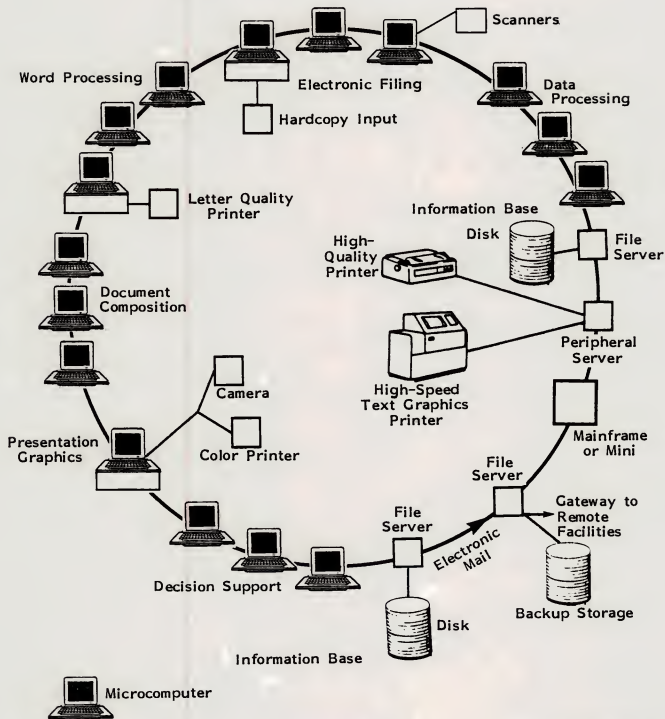 Scanners
Word Processing
Electronic Filing
Data
Processing
Hardcopy Input
Letter Quality
Printer
Information Base
Disk
File
Server
High-
Quality
Printer
Document
Composition
Peripheral
Server
High-Speed
Text Graphics
Printer
Camera
Mainframe
or Mini
Presentation
Graphics
Color Printer
File
Server
Gateway to
Remote
Facilities
File
Server
Electronic
Mail
Decision Support
Backup Storage
Disk
Information Base
Microcomputer